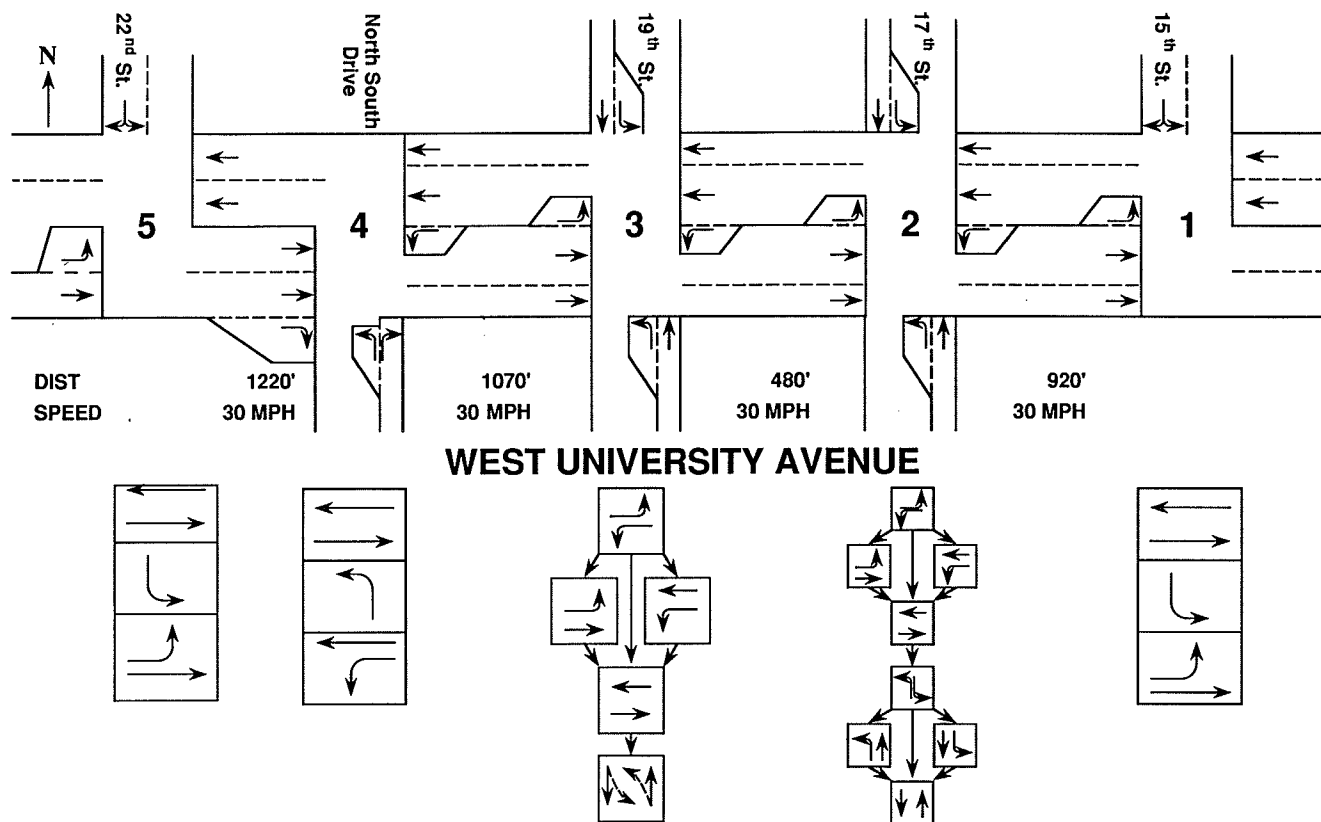 N
22nd St.
North South
Drive
19th St.
17th St.
15th St.
5
4
3
2
1
DIST 1220' 1070' 480' 920'
SPEED 30 MPH 30 MPH 30 MPH 30 MPH
WEST UNIVERSITY AVENUE